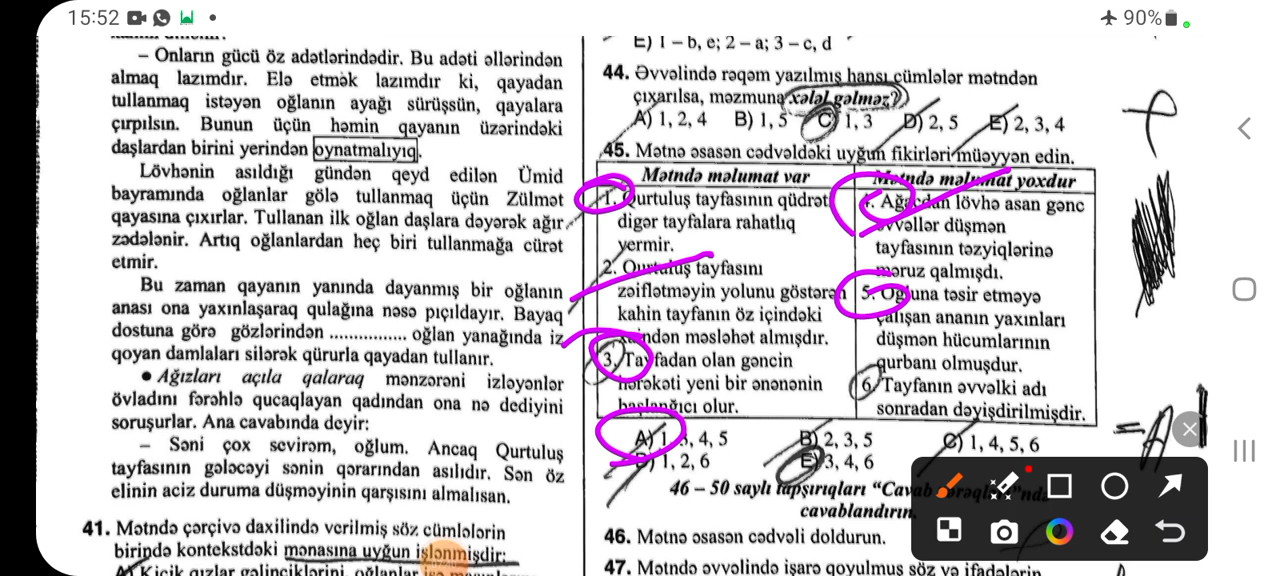 15:52
90%
– Onların gücü öz adətlərindədir. Bu adəti əllərindən
almaq lazımdır. Elə etmək lazımdır ki, qayadan
tullanmaq istəyən oğlanın ayağı sürüşsün, qayalara
çırpılsın. Bunun üçün həmin qayanın üzərindəki
daşlardan birini yerindən oynatmalıyıq.
Lövhənin asıldığı gündən qeyd edilən Ümid
bayramında oğlanlar gölə tullanmaq üçün Zülmət
qayasına çıxırlar. Tullanan ilk oğlan daşlara dəyərək ağır
zədələnir. Artıq oğlanlardan heç biri tullanmağa cürət
etmir.
Bu zaman qayanın yanında dayanmış bir oğlanın
anası ona yaxınlaşaraq qulağına nəsə pıçıldayır. Bayaq
dostuna görə gözlərindən ................ oğlan yanağında iz
qoyan damlaları silərək qürurla qayadan tullanır.
● Ağızları açıla qalaraq mənzərəni izləyənlər
övladını fərəhlə qucaqlayan qadından ona nə dediyini
soruşurlar. Ana cavabında deyir:
– Səni çox sevirəm, oğlum. Ancaq Qurtuluş
tayfasının gələcəyi sənin qərarından asılıdır. Sən öz
elinin aciz duruma düşməyinin qarşısını almalısan.
41. Mətndə çərçivə daxilində verilmiş söz cümlələrin
birində kontekstdəki mənasına uyğun işlənmişdir:
A) Kiçik qızlar gəlinciklərini, oğlanlar isə
E) 1 – b, e; 2 – a; 3 – c, d
44. Əvvəlində rəqəm yazılmış hansı cümlələr mətndən
çıxarılsa, məzmuna xələl gəlməz?
A) 1, 2, 4 B) 1, 5 C) 1, 3 D) 2, 5 E) 2, 3, 4
45. Mətnə əsasən cədvəldəki uyğun fikirləri müəyyən edin.
Mətndə məlumat var
1. Qurtuluş tayfasının qüdrəti
digər tayfalara rahatlıq
vermir.
2. Qurtuluş tayfasını
zəiflətməyin yolunu göstərən
kahin tayfanın öz içindəki
xaindən məsləhət almışdır.
3. Tayfadan olan gəncin
hərəkəti yeni bir ənənənin
başlanğıcı olur.
Mətndə məlumat yoxdur
4. Ağacdan lövhə asan gənc
əvvəllər düşmən
tayfasının təzyiqlərinə
məruz qalmışdı.
5. Oğluna təsir etməyə
çalışan ananın yaxınları
düşmən hücumlarının
qurbanı olmuşdur.
6. Tayfanın əvvəlki adı
sonradan dəyişdirilmişdir.
A) 1, 3, 4, 5 B) 2, 3, 5 C) 1, 4, 5, 6
D) 1, 2, 6 E) 3, 4, 6
46 – 50 saylı tapşırıqları "Cavab
cavablandırın.
46. Mətnə əsasən cədvəli doldurun.
47. Mətndə əvvəlində işarə qoyulmuş söz və ifadələrin